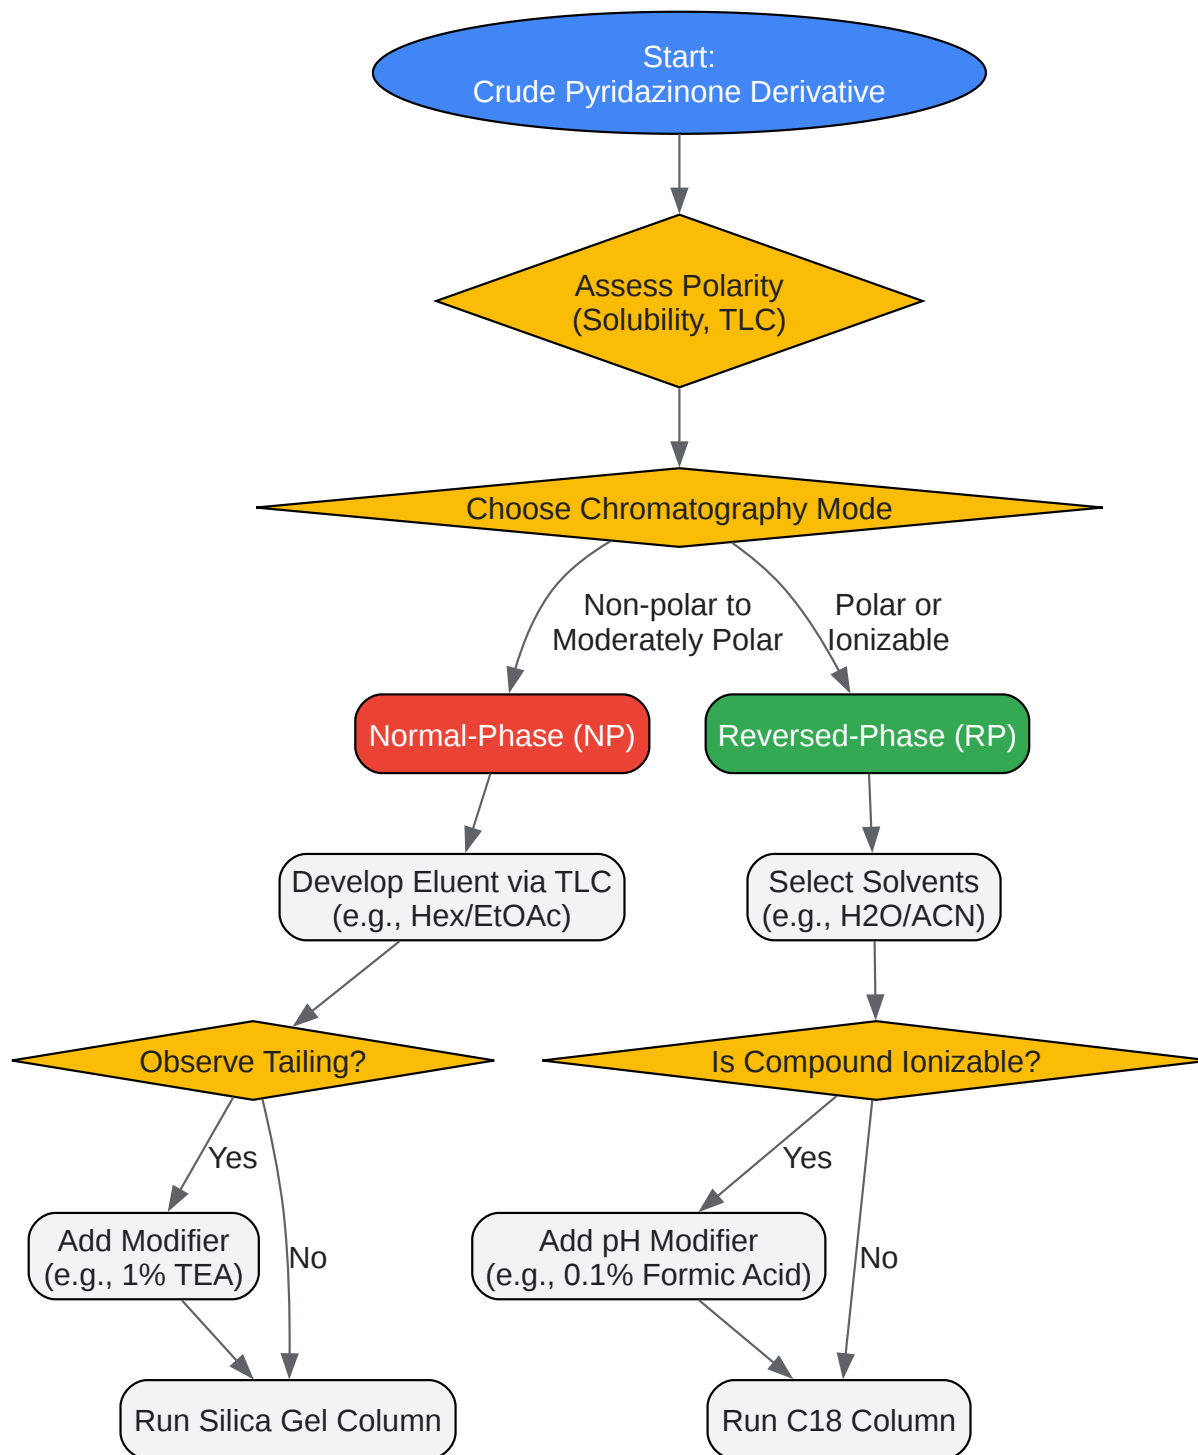 Start:
Crude Pyridazinone Derivative
Assess Polarity
(Solubility, TLC)
Choose Chromatography Mode
Non-polar to
Moderately Polar
Polar or
Ionizable
Normal-Phase (NP)
Reversed-Phase (RP)
Develop Eluent via TLC
(e.g., Hex/EtOAc)
Select Solvents
(e.g., H2O/ACN)
Observe Tailing?
Is Compound Ionizable?
Yes
Yes
Add Modifier
(e.g., 1% TEA)
No
Add pH Modifier
(e.g., 0.1% Formic Acid)
No
Run Silica Gel Column
Run C18 Column